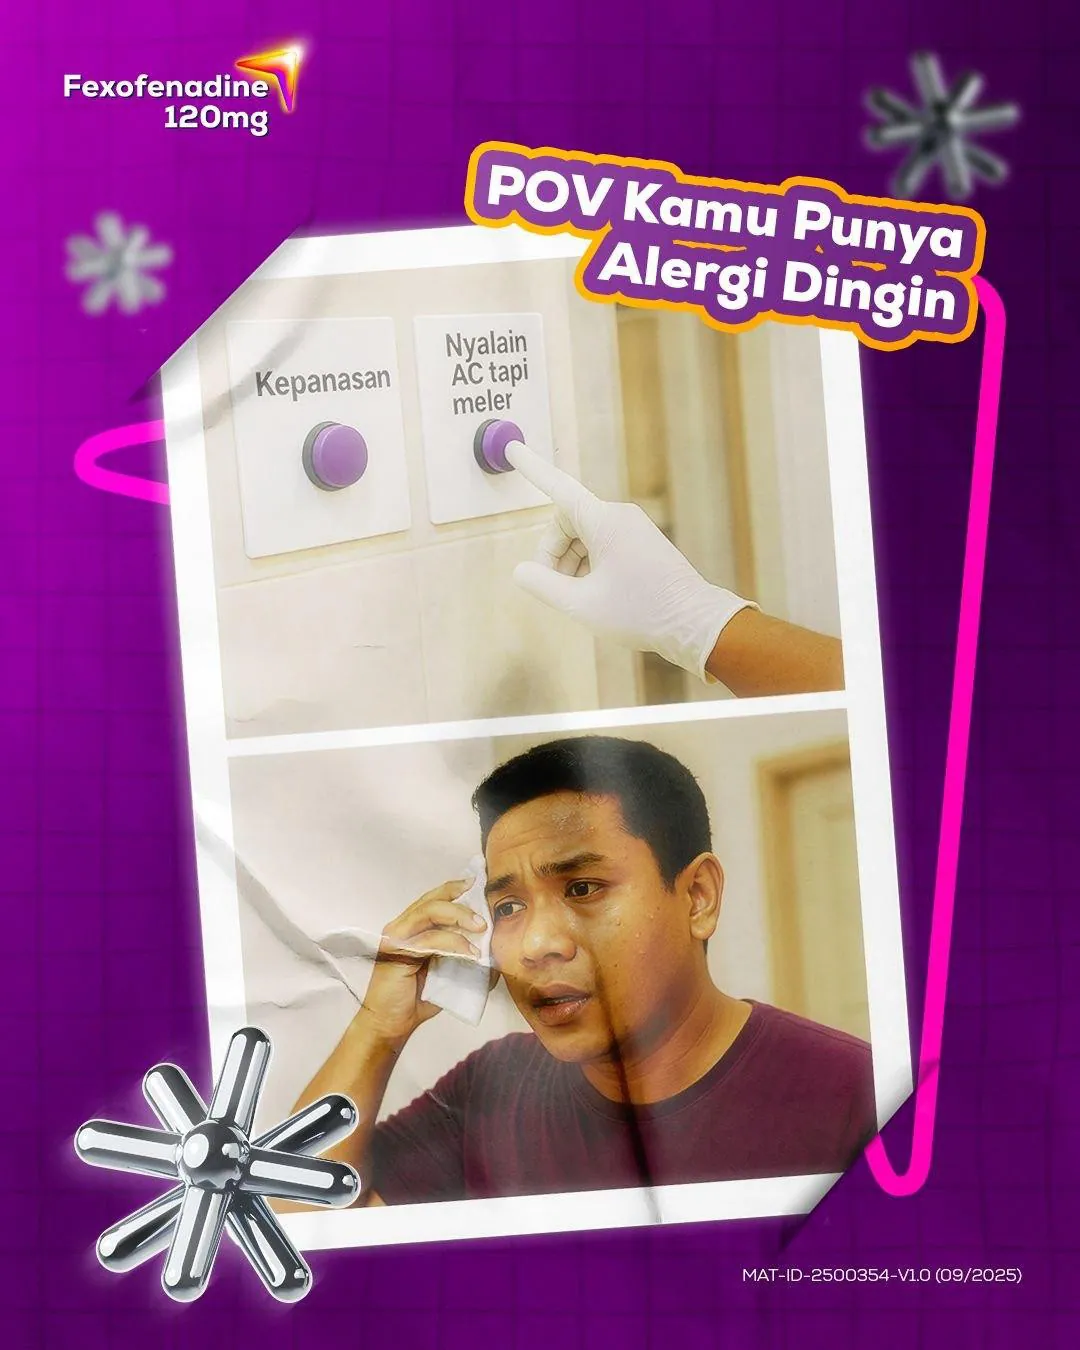 Fexofenadine
120mg
POV Kamu Punya
Alergi Dingin
Kepanasan
Nyalain
AC tapi
meler
MAT-ID-2500354-V1.0 (09/2025)